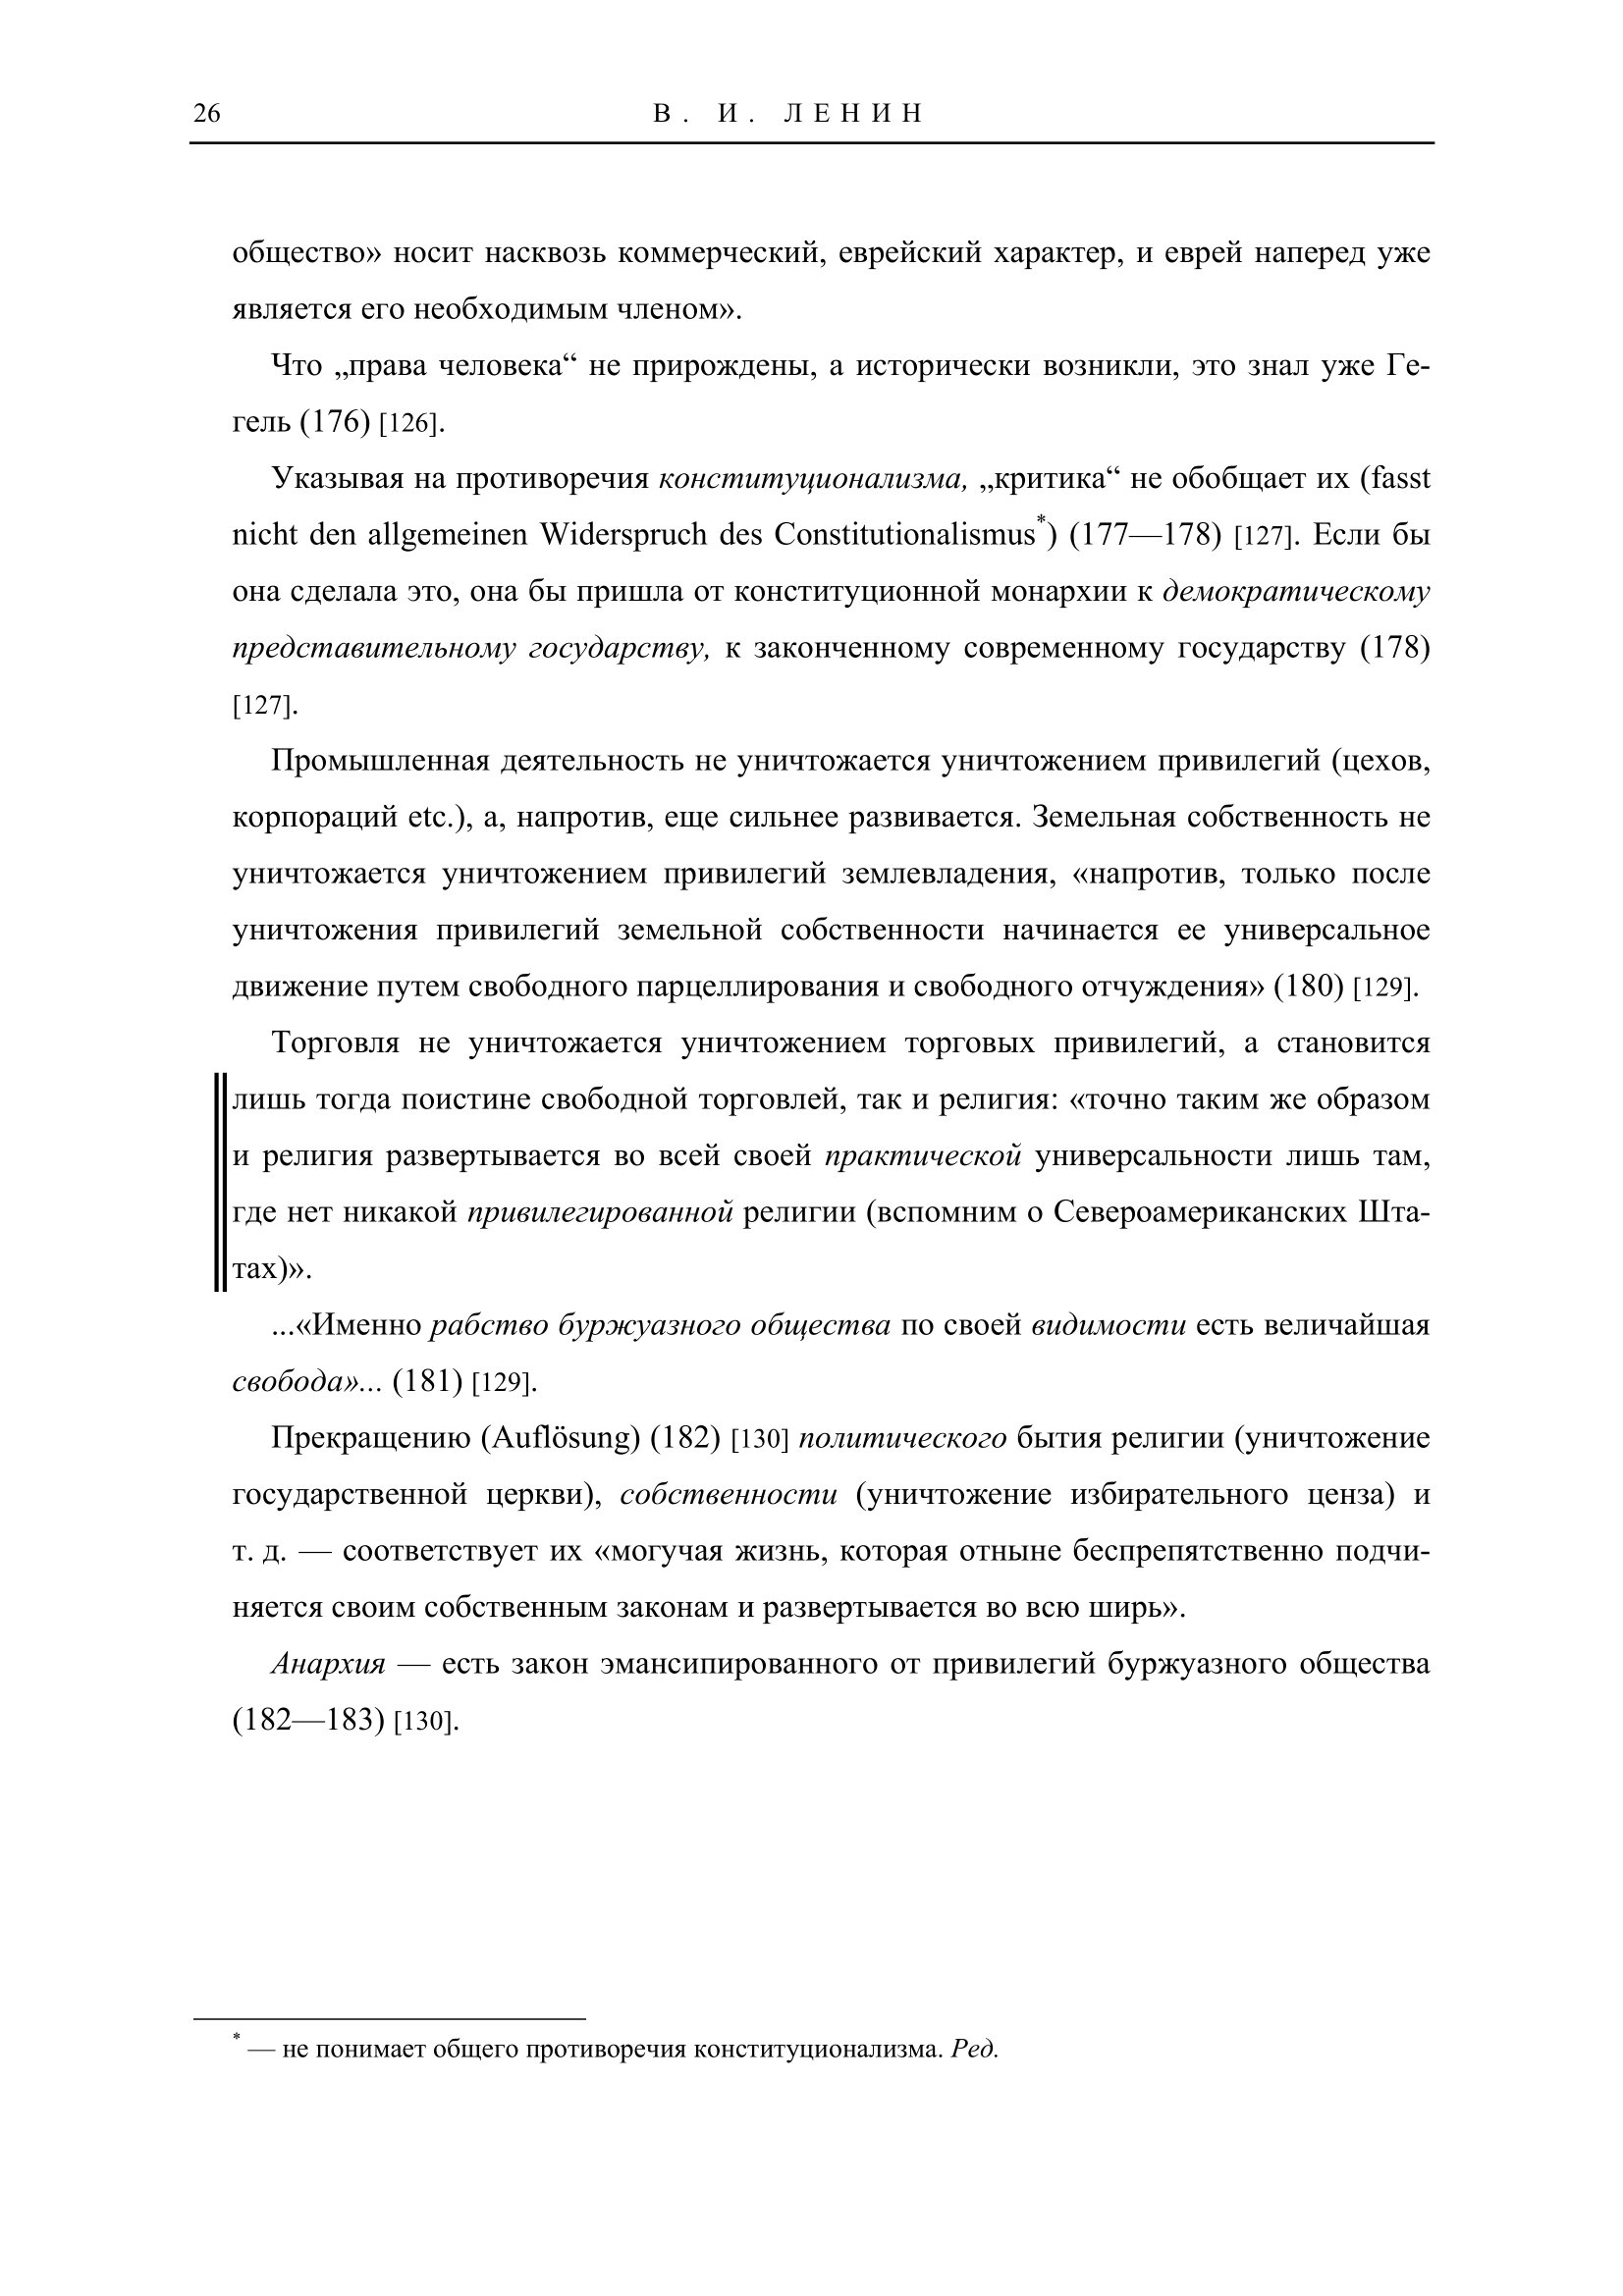 26
В. И. ЛЕНИН
общество» носит насквозь коммерческий, еврейский характер, и еврей наперед уже
является его необходимым членом».
Что „права человека“ не прирождены, а исторически возникли, это знал уже Ге-
гель (176) [126].
Указывая на противоречия конституционализма, „критика“ не обобщает их (fasst
nicht den allgemeinen Widerspruch des Constitutionalismus*) (177—178) [127]. Если бы
она сделала это, она бы пришла от конституционной монархии к демократическому
представительному государству, к законченному современному государству (178)
[127].
Промышленная деятельность не уничтожается уничтожением привилегий (цехов,
корпораций etc.), а, напротив, еще сильнее развивается. Земельная собственность не
уничтожается уничтожением привилегий землевладения, «напротив, только после
уничтожения привилегий земельной собственности начинается ее универсальное
движение путем свободного парцеллирования и свободного отчуждения» (180) [129].
Торговля не уничтожается уничтожением торговых привилегий, а становится
лишь тогда поистине свободной торговлей, так и религия: «точно таким же образом
и религия развертывается во всей своей практической универсальности лишь там,
где нет никакой привилегированной религии (вспомним о Североамериканских Шта-
тах)».
...«Именно рабство буржуазного общества по своей видимости есть величайшая
свобода»... (181) [129].
Прекращению (Auflösung) (182) [130] политического бытия религии (уничтожение
государственной церкви), собственности (уничтожение избирательного ценза) и
т. д. — соответствует их «могучая жизнь, которая отныне беспрепятственно подчи-
няется своим собственным законам и развертывается во всю ширь».
Анархия — есть закон эмансипированного от привилегий буржуазного общества
(182—183) [130].
* — не понимает общего противоречия конституционализма. Ред.